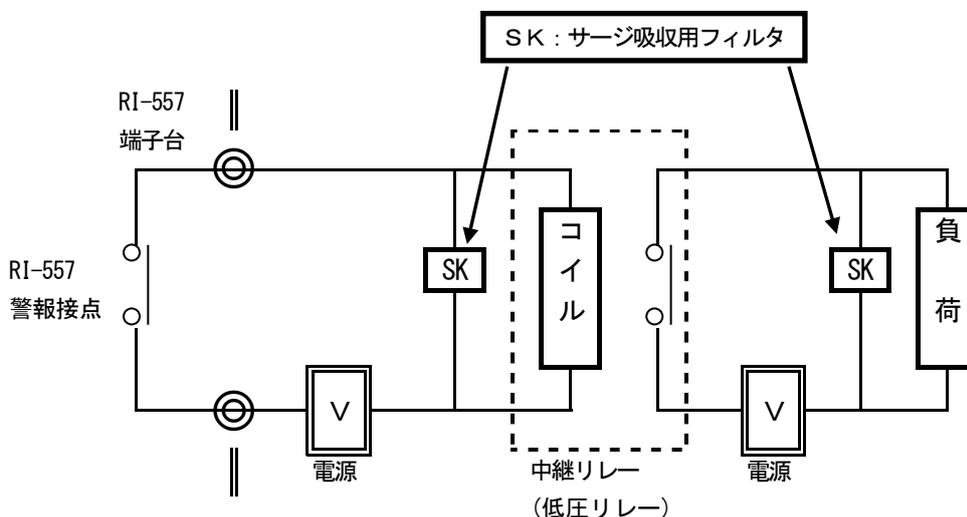 SK：サージ吸収用フィルタ
RI-557
端子台
RI-557
警報接点
SK
コイル
SK
負荷
V
電源
中継リレー
（低圧リレー）
V
電源